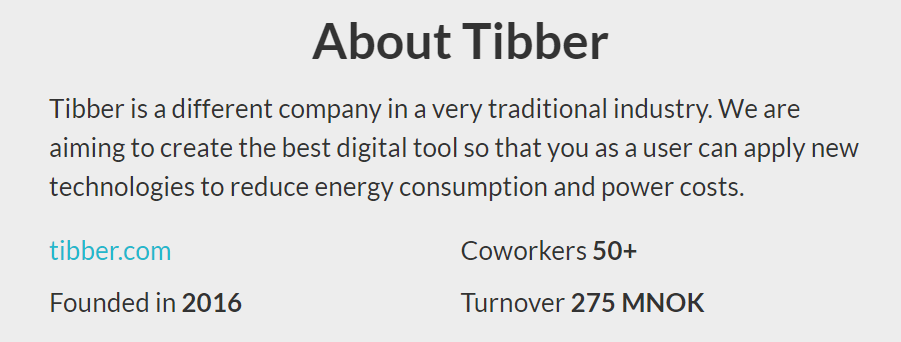 About Tibber
Tibber is a different company in a very traditional industry. We are
aiming to create the best digital tool so that you as a user can apply new
technologies to reduce energy consumption and power costs.
tibber.com
Coworkers 50+
Founded in 2016
Turnover 275 MNOK